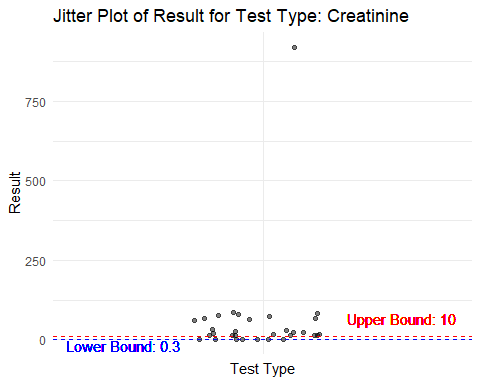 Jitter Plot of Result for Test Type: Creatinine
Result
750
500
250
0
Upper Bound: 10
Lower Bound: 0.3
Test Type